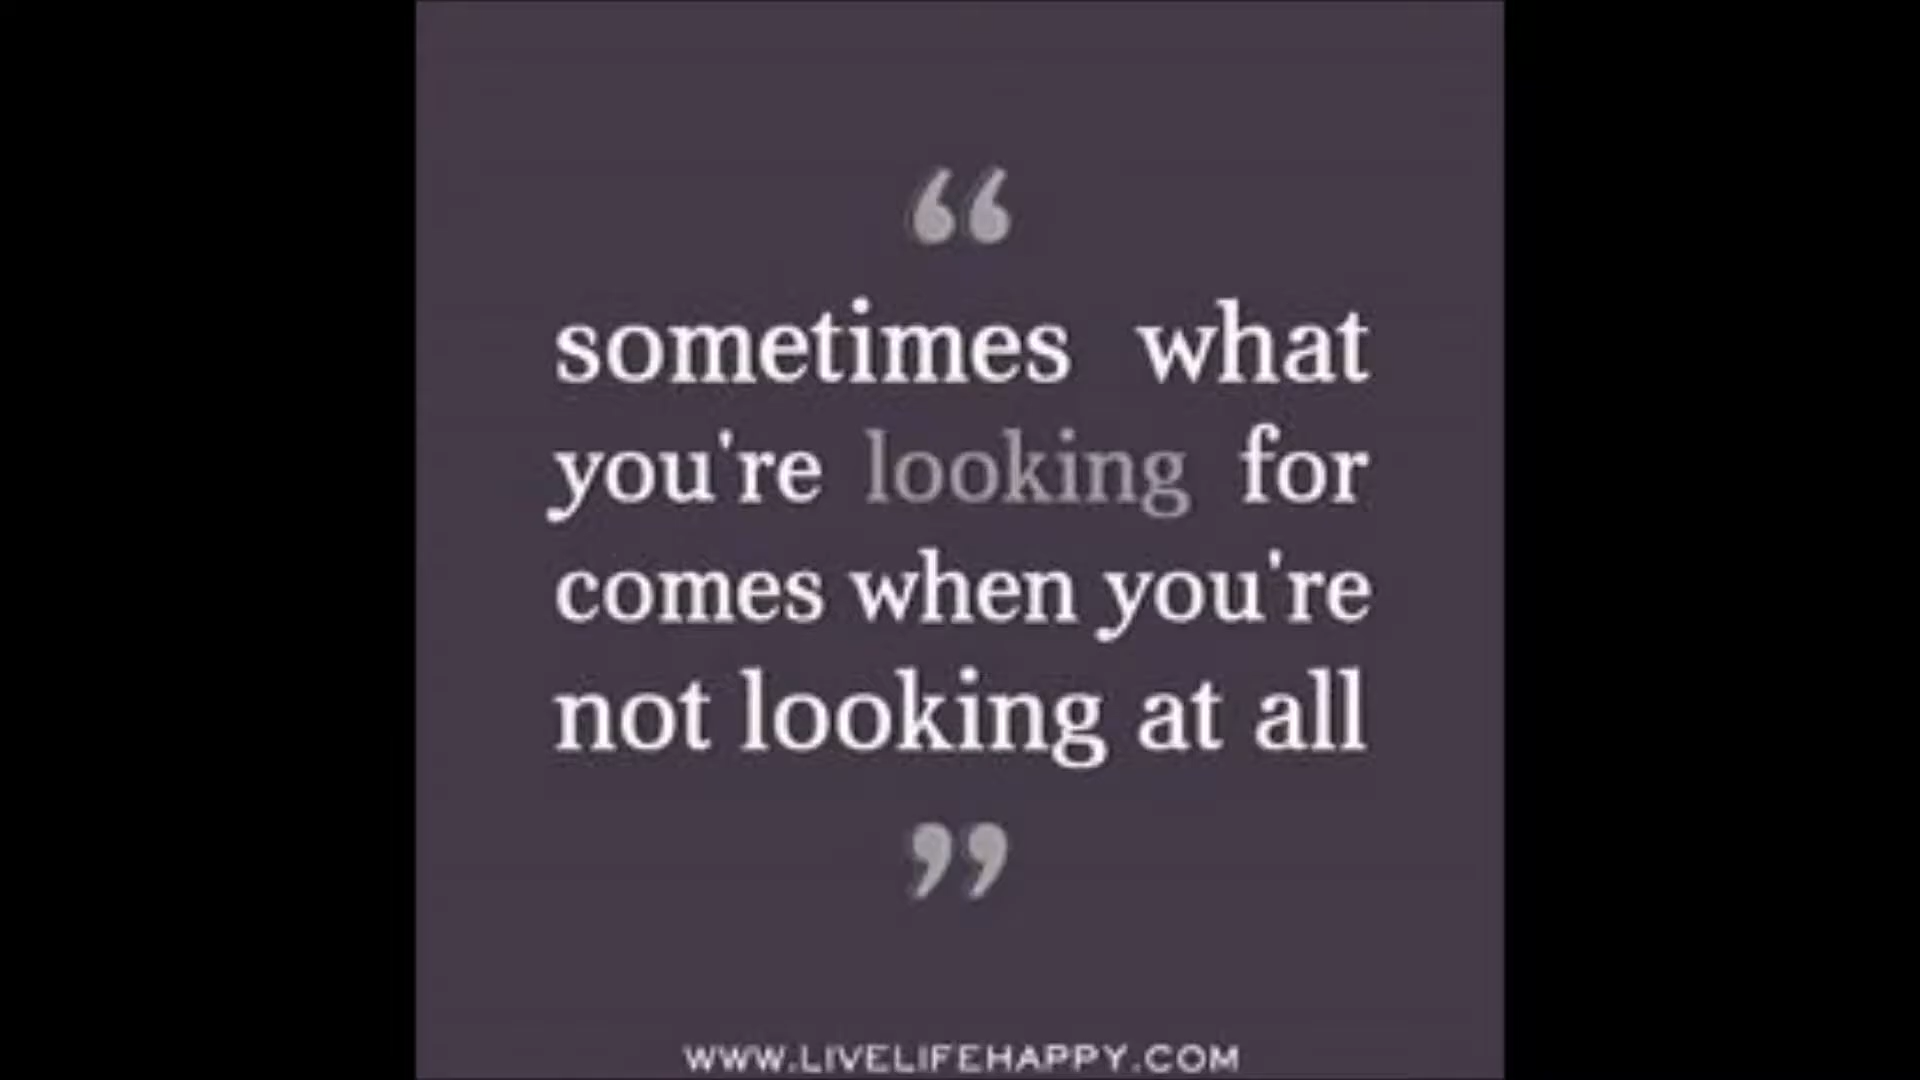 “
sometimes what
you're looking for
comes when you're
not looking at all
”
WWW.LIVELIFEHAPPY.COM